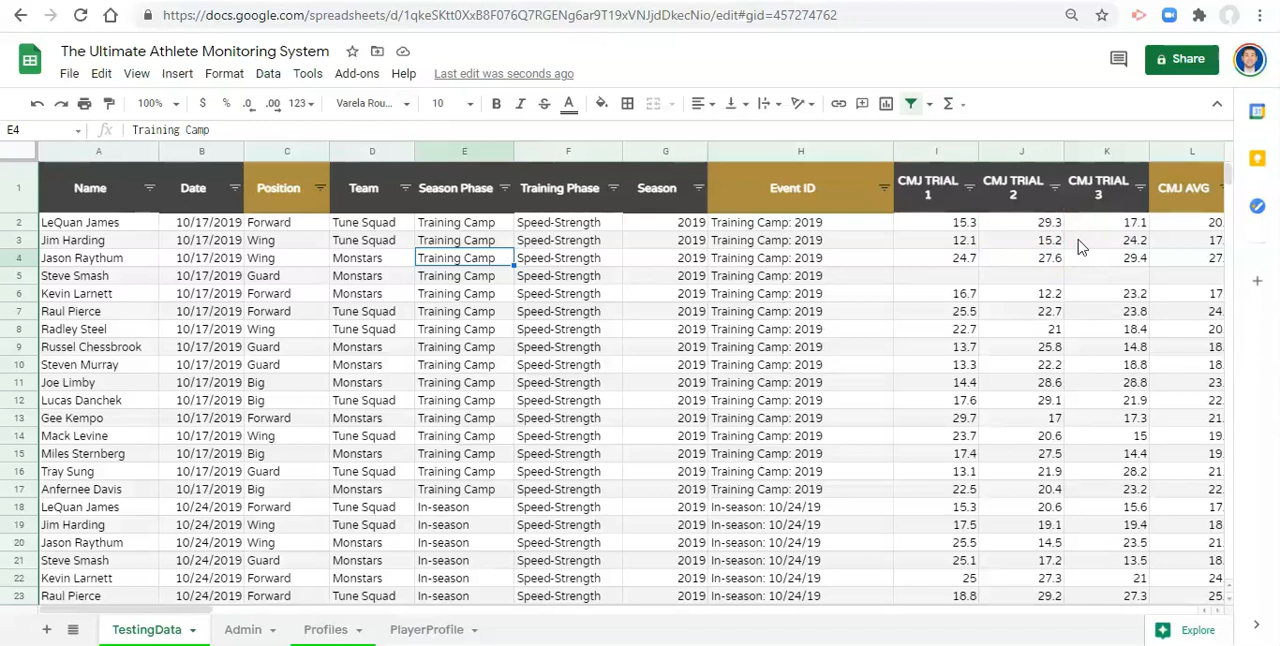 https://docs.google.com/spreadsheets/d/1qkeSKtt0XxB8F076Q7RGENg6ar9T19xVNJjdDkecNio/edit#gid=457274762
The Ultimate Athlete Monitoring System
File Edit View Insert Format Data Tools Add-ons Help Last edit was seconds ago
Share
100% $ % .0 .00 123 Varela Rou... 10 B I S A
E4 fx Training Camp
A B C D E F G H I J K L
1 Name Date Position Team Season Phase Training Phase Season Event ID CMJ TRIAL 1 CMJ TRIAL 2 CMJ TRIAL 3 CMJ AVG
2 LeQuan James 10/17/2019 Forward Tune Squad Training Camp Speed-Strength 2019 Training Camp: 2019 15.3 29.3 17.1 20.
3 Jim Harding 10/17/2019 Wing Tune Squad Training Camp Speed-Strength 2019 Training Camp: 2019 12.1 15.2 24.2 17.
4 Jason Raythum 10/17/2019 Wing Monstars Training Camp Speed-Strength 2019 Training Camp: 2019 24.7 27.6 29.4 27.
5 Steve Smash 10/17/2019 Guard Monstars Training Camp Speed-Strength 2019 Training Camp: 2019
6 Kevin Larnett 10/17/2019 Forward Monstars Training Camp Speed-Strength 2019 Training Camp: 2019 16.7 12.2 23.2 17
7 Raul Pierce 10/17/2019 Forward Tune Squad Training Camp Speed-Strength 2019 Training Camp: 2019 25.5 22.7 23.8 24.
8 Radley Steel 10/17/2019 Wing Tune Squad Training Camp Speed-Strength 2019 Training Camp: 2019 22.7 21 18.4 20.
9 Russel Chessbrook 10/17/2019 Guard Monstars Training Camp Speed-Strength 2019 Training Camp: 2019 13.7 25.8 14.8 18.
10 Steven Murray 10/17/2019 Guard Monstars Training Camp Speed-Strength 2019 Training Camp: 2019 13.3 22.2 18.8 18.
11 Joe Limby 10/17/2019 Big Monstars Training Camp Speed-Strength 2019 Training Camp: 2019 14.4 28.6 28.8 23.
12 Lucas Danchek 10/17/2019 Big Tune Squad Training Camp Speed-Strength 2019 Training Camp: 2019 17.6 29.1 21.9 22.
13 Gee Kempo 10/17/2019 Forward Monstars Training Camp Speed-Strength 2019 Training Camp: 2019 29.7 17 17.3 21.
14 Mack Levine 10/17/2019 Wing Tune Squad Training Camp Speed-Strength 2019 Training Camp: 2019 23.7 20.6 15 19.
15 Miles Sternberg 10/17/2019 Big Monstars Training Camp Speed-Strength 2019 Training Camp: 2019 17.4 27.5 14.4 19.
16 Tray Sung 10/17/2019 Guard Tune Squad Training Camp Speed-Strength 2019 Training Camp: 2019 13.1 21.9 28.2 21.
17 Anfernee Davis 10/17/2019 Big Monstars Training Camp Speed-Strength 2019 Training Camp: 2019 22.5 20.4 23.2 22.
18 LeQuan James 10/24/2019 Forward Tune Squad In-season Speed-Strength 2019 In-season: 10/24/19 15.3 20.6 15.6 17.
19 Jim Harding 10/24/2019 Wing Tune Squad In-season Speed-Strength 2019 In-season: 10/24/19 17.5 19.1 19.4 18.
20 Jason Raythum 10/24/2019 Wing Monstars In-season Speed-Strength 2019 In-season: 10/24/19 25.5 14.5 23.5 21.
21 Steve Smash 10/24/2019 Guard Monstars In-season Speed-Strength 2019 In-season: 10/24/19 25.1 17.2 13.5 18.
22 Kevin Larnett 10/24/2019 Forward Monstars In-season Speed-Strength 2019 In-season: 10/24/19 25 27.3 21 24.
23 Raul Pierce 10/24/2019 Forward Tune Squad In-season Speed-Strength 2019 In-season: 10/24/19 18.8 29.2 27.3 25.
TestingData Admin Profiles PlayerProfile Explore